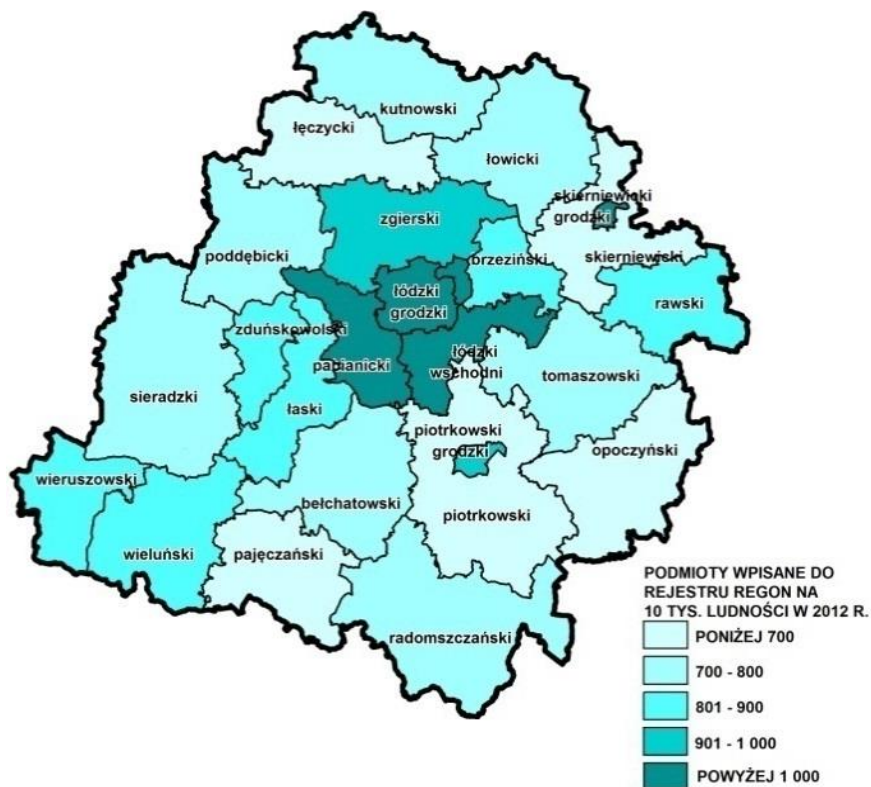 kutnowski
łęczycki
łowicki
skierniewicki
grodzki
zgierski
brzeziński
skierniewicki
poddębicki
łódzki
grodzki
rawski
zduńskowolski
pabianicki
łódzki
wschodni
tomaszowski
sieradzki
łaski
piotrkowski
grodzki
opoczyński
wieruszowski
bełchatowski
piotrkowski
wieluński
pajęczański
radomszczański
PODMIOTY WPISANE DO
REJESTRU REGON NA
10 TYS. LUDNOŚCI W 2012 R.
PONIŻEJ 700
700 - 800
801 - 900
901 - 1 000
POWYŻEJ 1 000